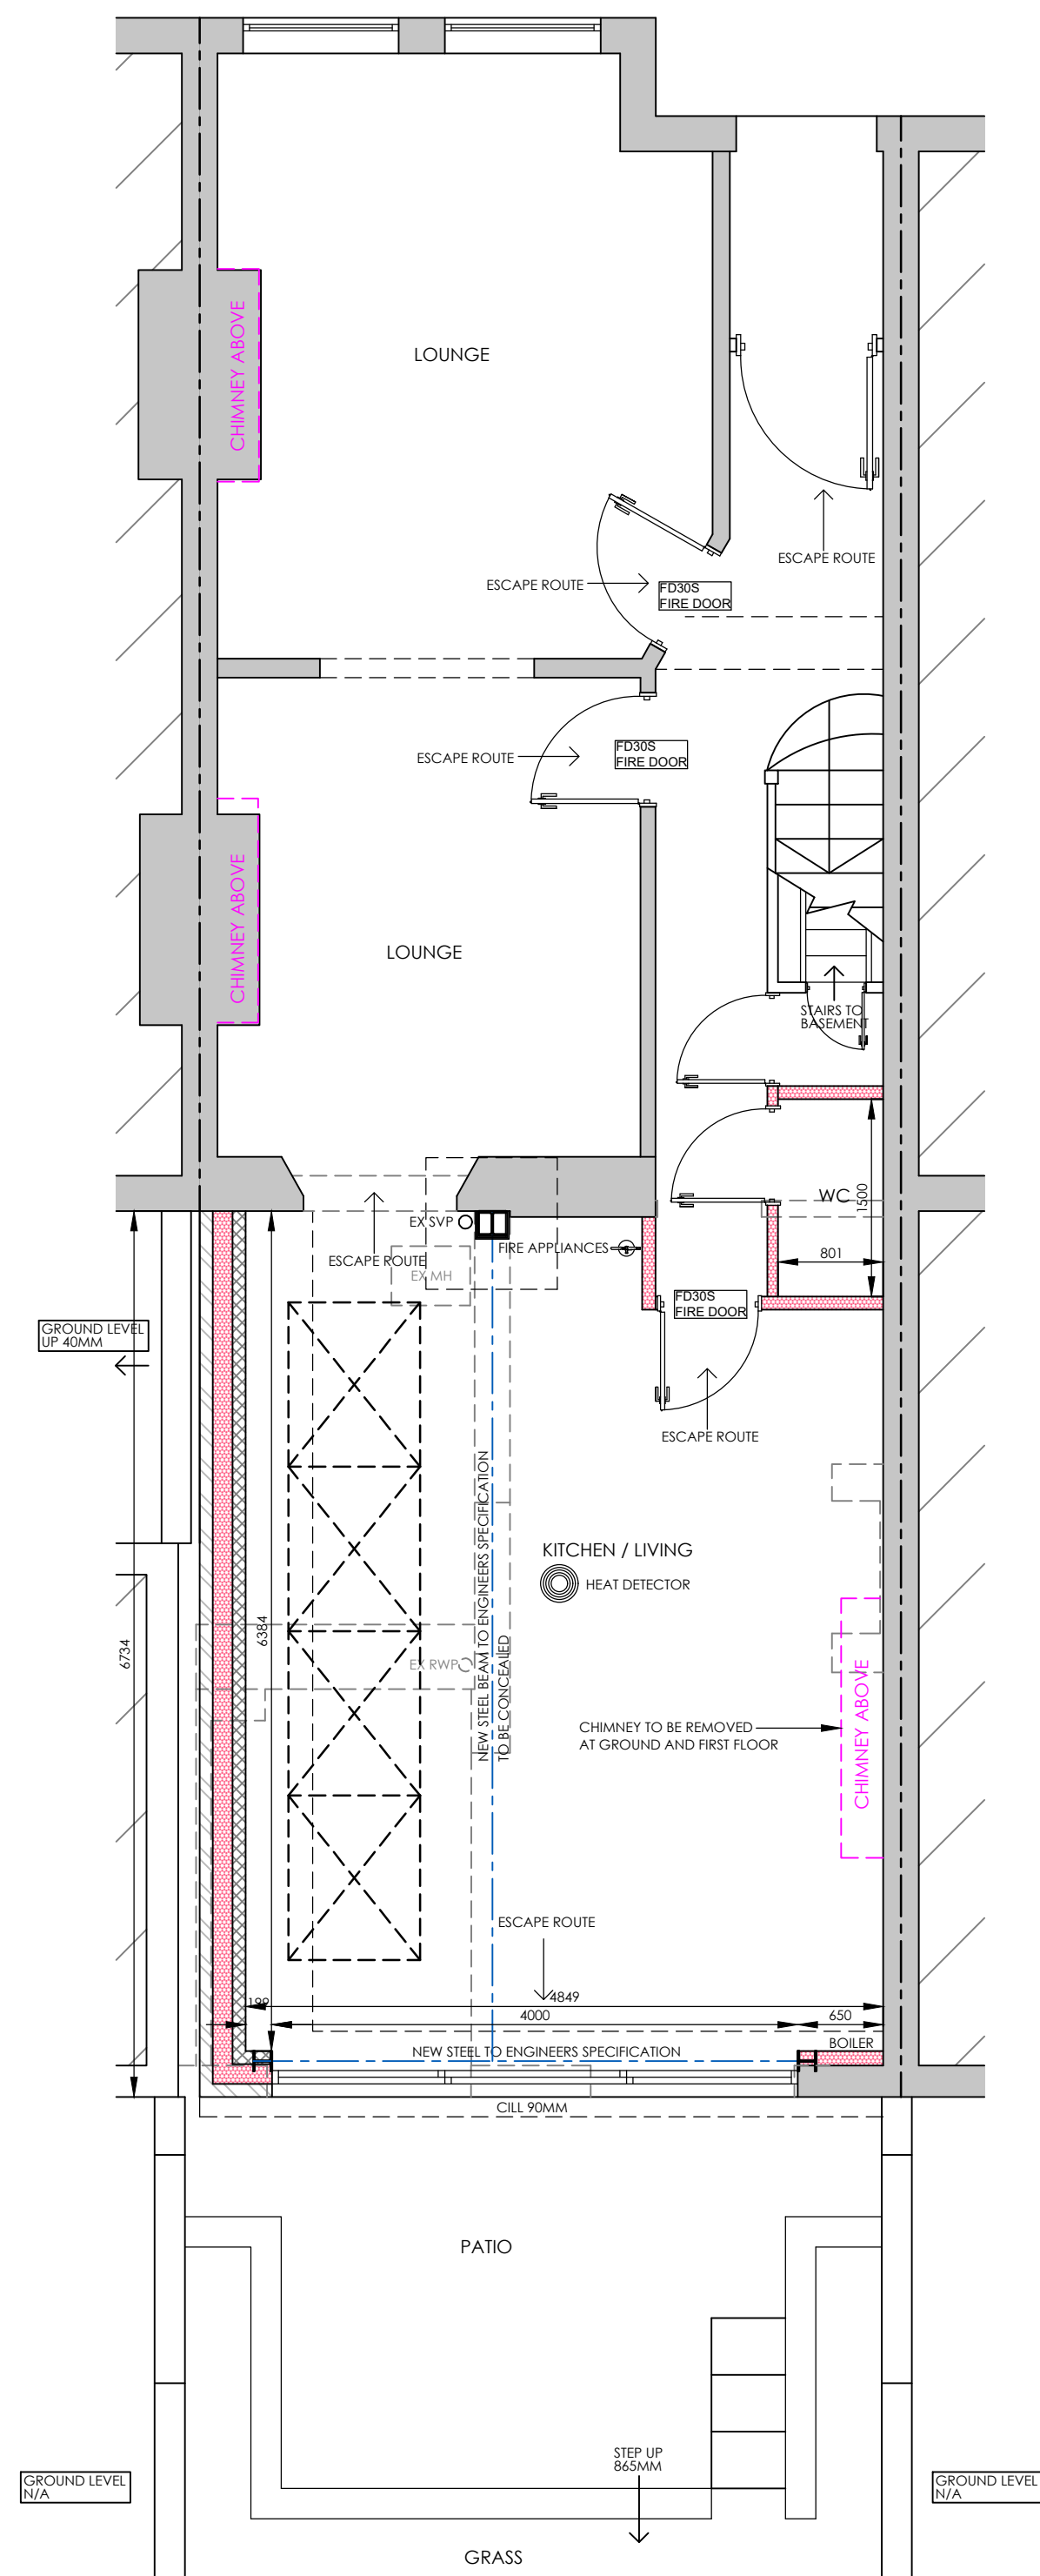 CHIMNEY ABOVE
LOUNGE
ESCAPE ROUTE
ESCAPE ROUTE
FD30S
FIRE DOOR
FD30S
FIRE DOOR
ESCAPE ROUTE
CHIMNEY ABOVE
LOUNGE
STAIRS TO
BASEMENT
WC
1500
801
EX SVP
FIRE APPLIANCES
ESCAPE ROUTE
EX MH
FD30S
FIRE DOOR
GROUND LEVEL
UP 40MM
ESCAPE ROUTE
NEW STEEL BEAM TO ENGINEERS SPECIFICATION
TO BE CONCEALED
KITCHEN / LIVING
HEAT DETECTOR
6734
6384
EX RWP
CHIMNEY TO BE REMOVED
AT GROUND AND FIRST FLOOR
CHIMNEY ABOVE
ESCAPE ROUTE
199
4849
4000
650
BOILER
NEW STEEL TO ENGINEERS SPECIFICATION
CILL 90MM
PATIO
STEP UP
865MM
GROUND LEVEL
N/A
GROUND LEVEL
N/A
GRASS